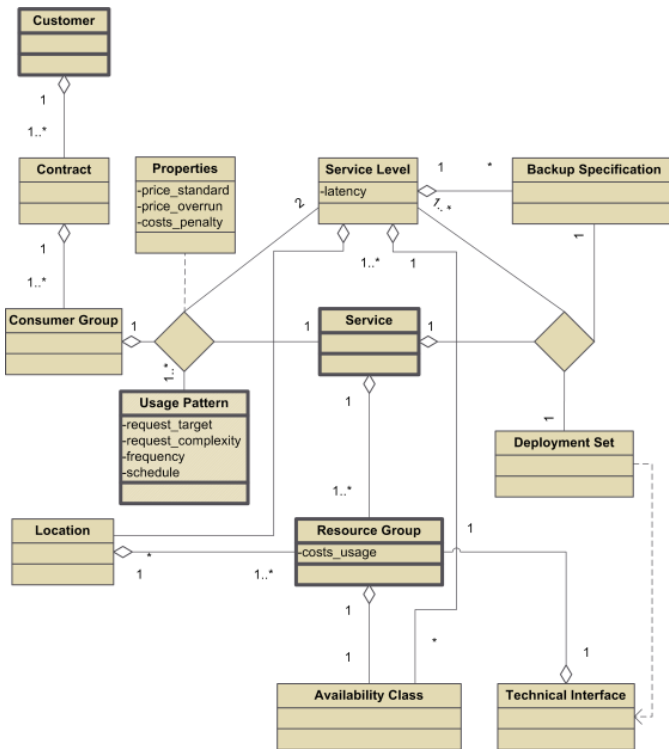 Customer
1
1..*
Contract
Properties
-price_standard
-price_overrun
-costs_penalty
Service Level
-latency
1
*
Backup Specification
1
1..*
2
1..*
1..*
1
1
Consumer Group
1
1
Service
1
1..*
Usage Pattern
-request_target
-request_complexity
-frequency
-schedule
1
1
Deployment Set
1..*
Location
*
1
1..*
Resource Group
-costs_usage
1
1
1
*
1
Availability Class
Technical Interface